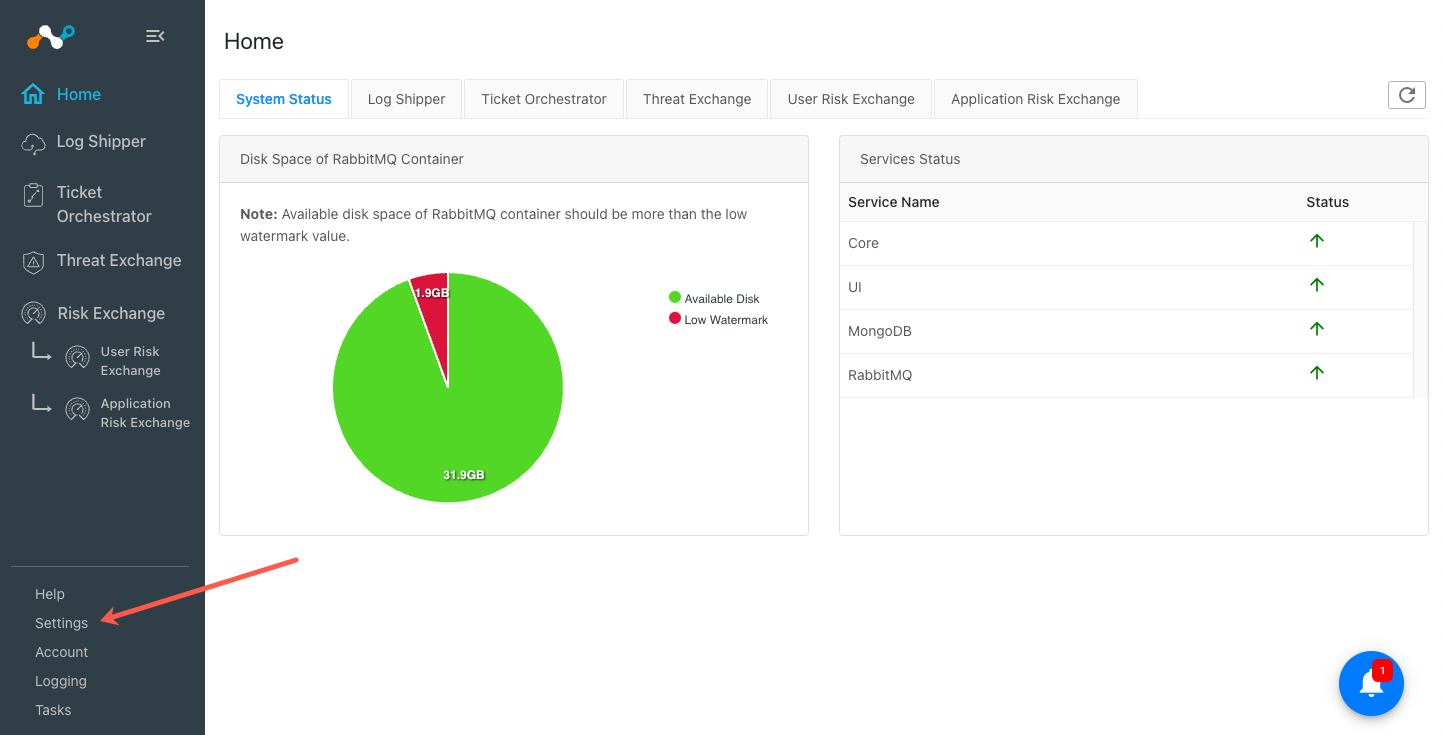 Home
Log Shipper
Ticket
Orchestrator
Threat Exchange
Risk Exchange
User Risk
Exchange
Application
Risk Exchange
Help
Settings
Account
Logging
Tasks
Home
System Status
Log Shipper
Ticket Orchestrator
Threat Exchange
User Risk Exchange
Application Risk Exchange
Disk Space of RabbitMQ Container
Note: Available disk space of RabbitMQ container should be more than the low
watermark value.
1.9GB
31.9GB
Available Disk
Low Watermark
Services Status
Service Name Status
Core
UI
MongoDB
RabbitMQ
1